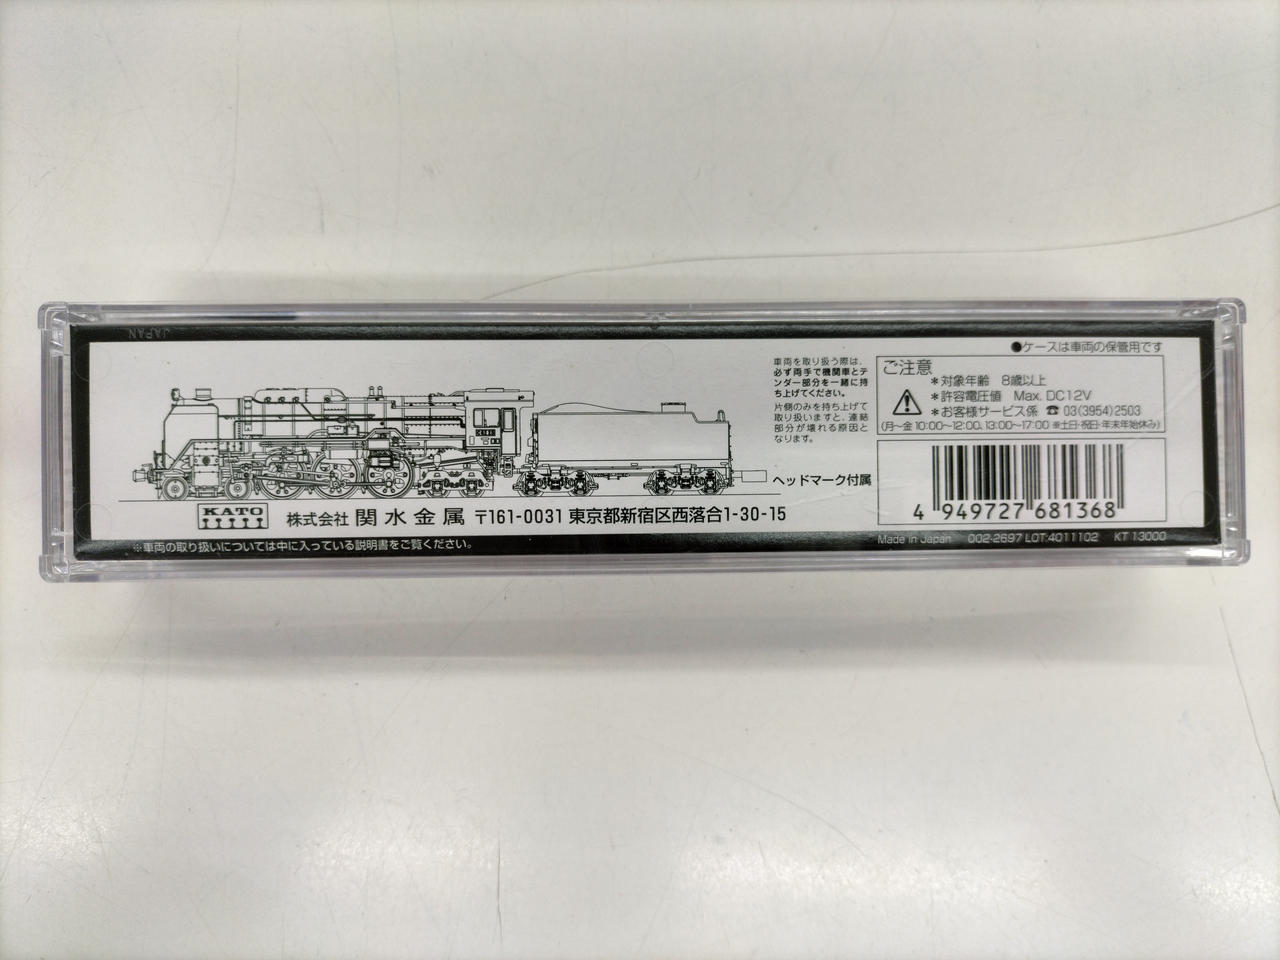 JAPAN
●ケースは車両の保管用です
車両を取り扱う際は、
必ず両手で機関車とテ
ンダー部分を一緒に持
ち上げてください。
片側のみを持ち上げて
取り扱いますと、連結
部分が壊れる原因と
なります。
ヘッドマーク付属
ご注意
＊対象年齢 8歳以上
＊許容電圧値 Max. DC12V
＊お客様サービス係 ☎ 03(3954)2503
(月～金 10:00～12:00、13:00～17:00 ※土日・祝日・年末年始休み)
4 949727 681368
KATO
株式会社 関水金属 〒161-0031 東京都新宿区西落合1-30-15
※車両の取り扱いについては中に入っている説明書をご覧ください。
Made in Japan 002-2697 LOT:4011102 KT 13000